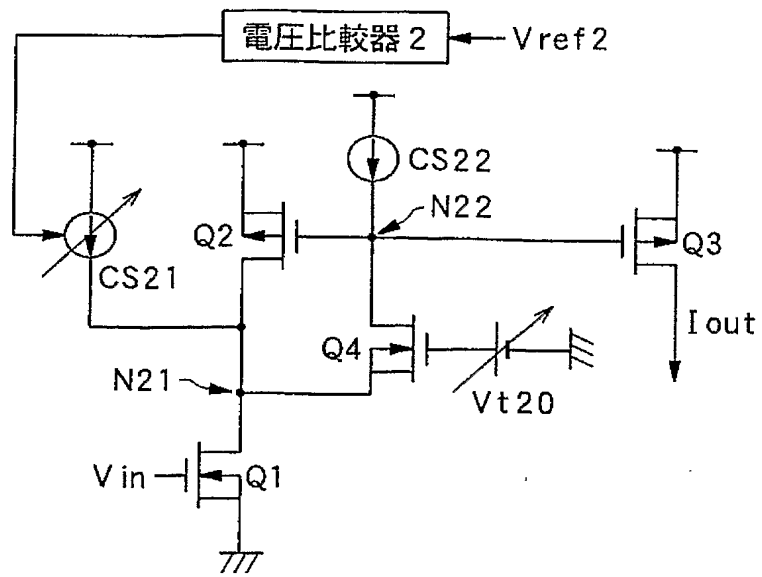 電圧比較器2
Vref2
CS22
N22
Q2
Q3
CS21
Iout
Q4
N21
Vt20
Vin
Q1